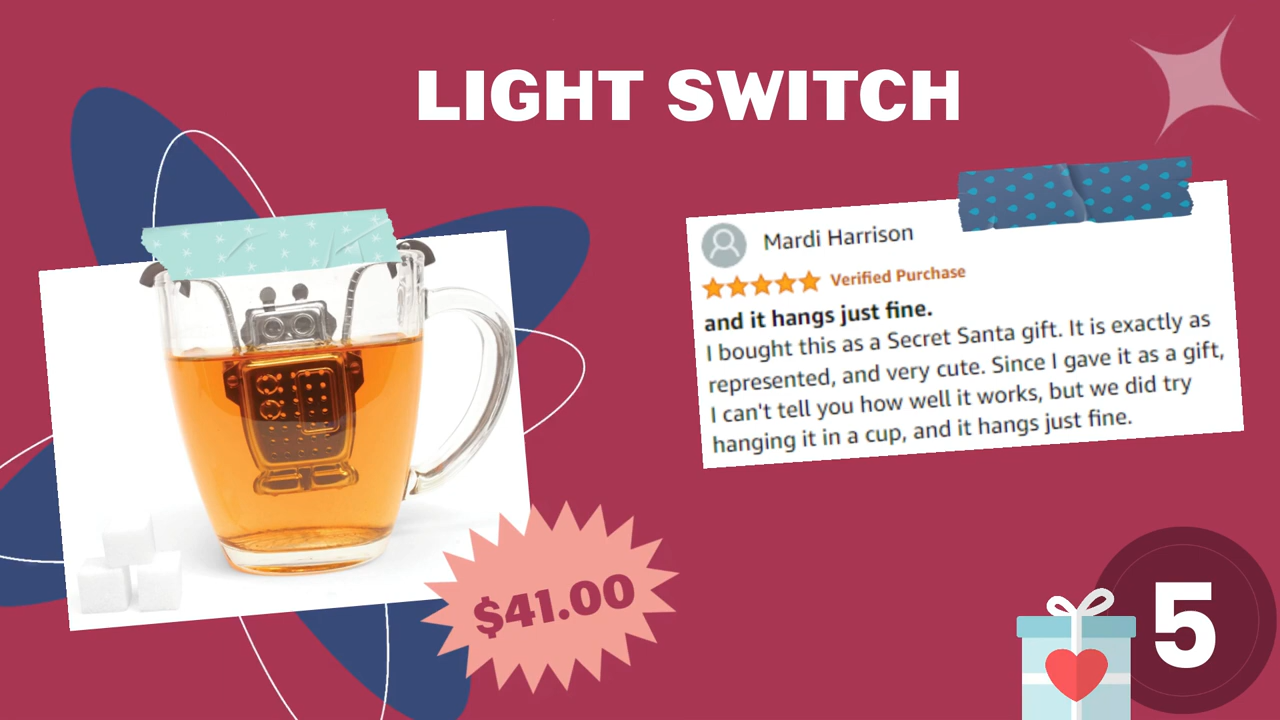 LIGHT SWITCH
Mardi Harrison
Verified Purchase
and it hangs just fine.
I bought this as a Secret Santa gift. It is exactly as
represented, and very cute. Since I gave it as a gift,
I can't tell you how well it works, but we did try
hanging it in a cup, and it hangs just fine.
$41.00
5